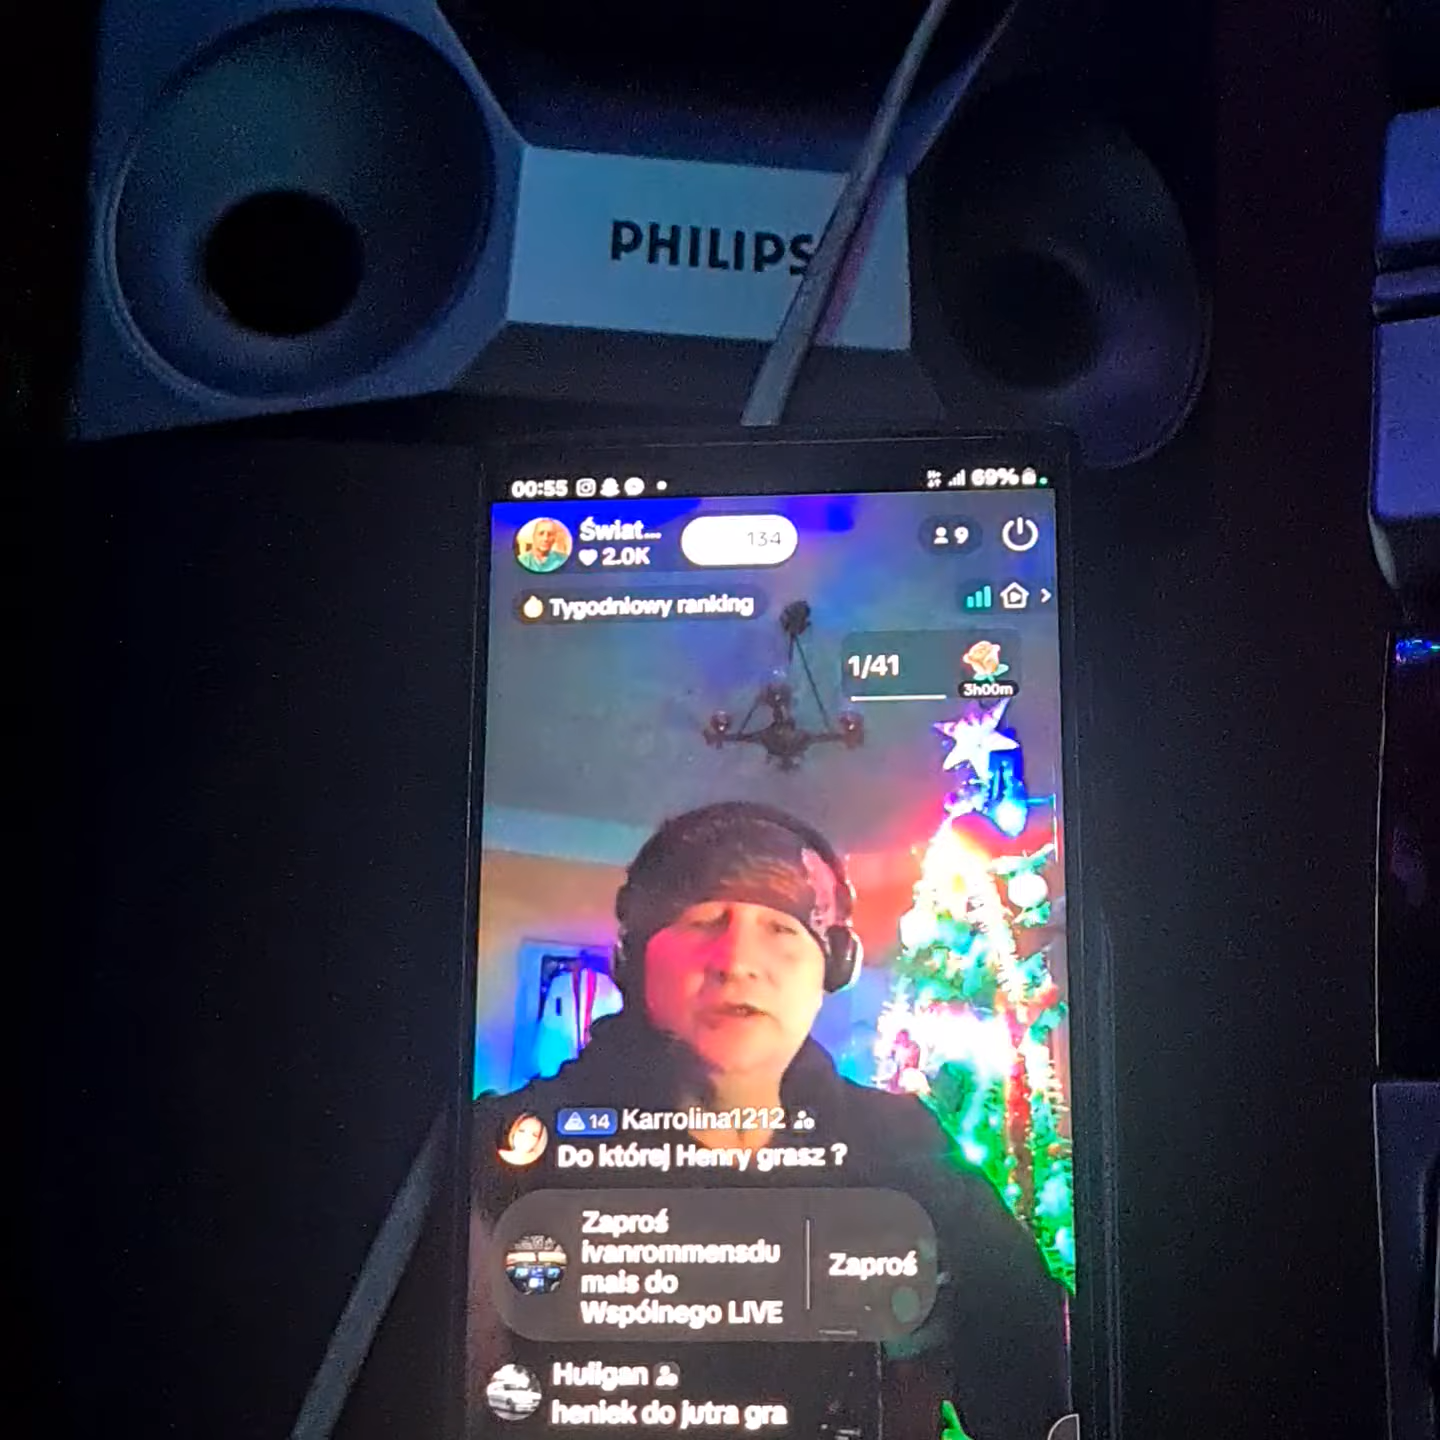 PHILIPS
00:55
69%
Świat...
2.0K
134
9
Tygodniowy ranking
1/41
3h00m
14 Karrolina1212
Do której Henry grasz ?
Zaproś
ivanrommensdu
mais do
Wspólnego LIVE
Zaproś
Huligan
heniek do jutra gra